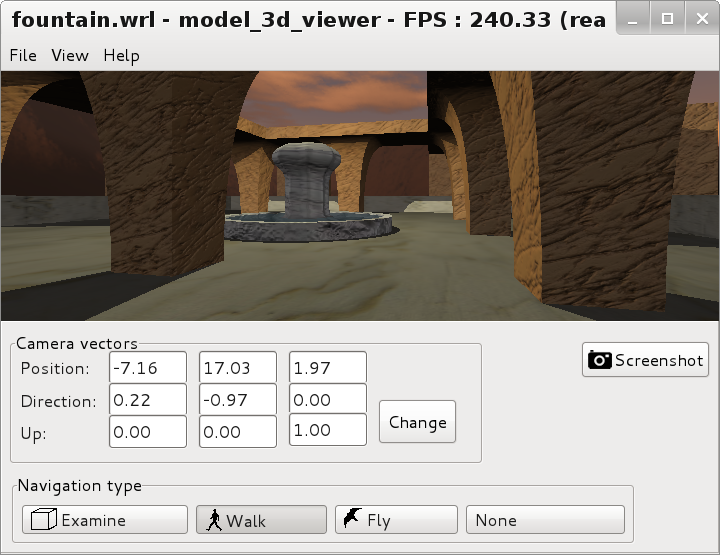 fountain.wrl - model_3d_viewer - FPS : 240.33 (rea
File View Help
Camera vectors
Position: -7.16 17.03 1.97
Screenshot
Direction: 0.22 -0.97 0.00
Change
Up: 0.00 0.00 1.00
Navigation type
Examine Walk Fly None